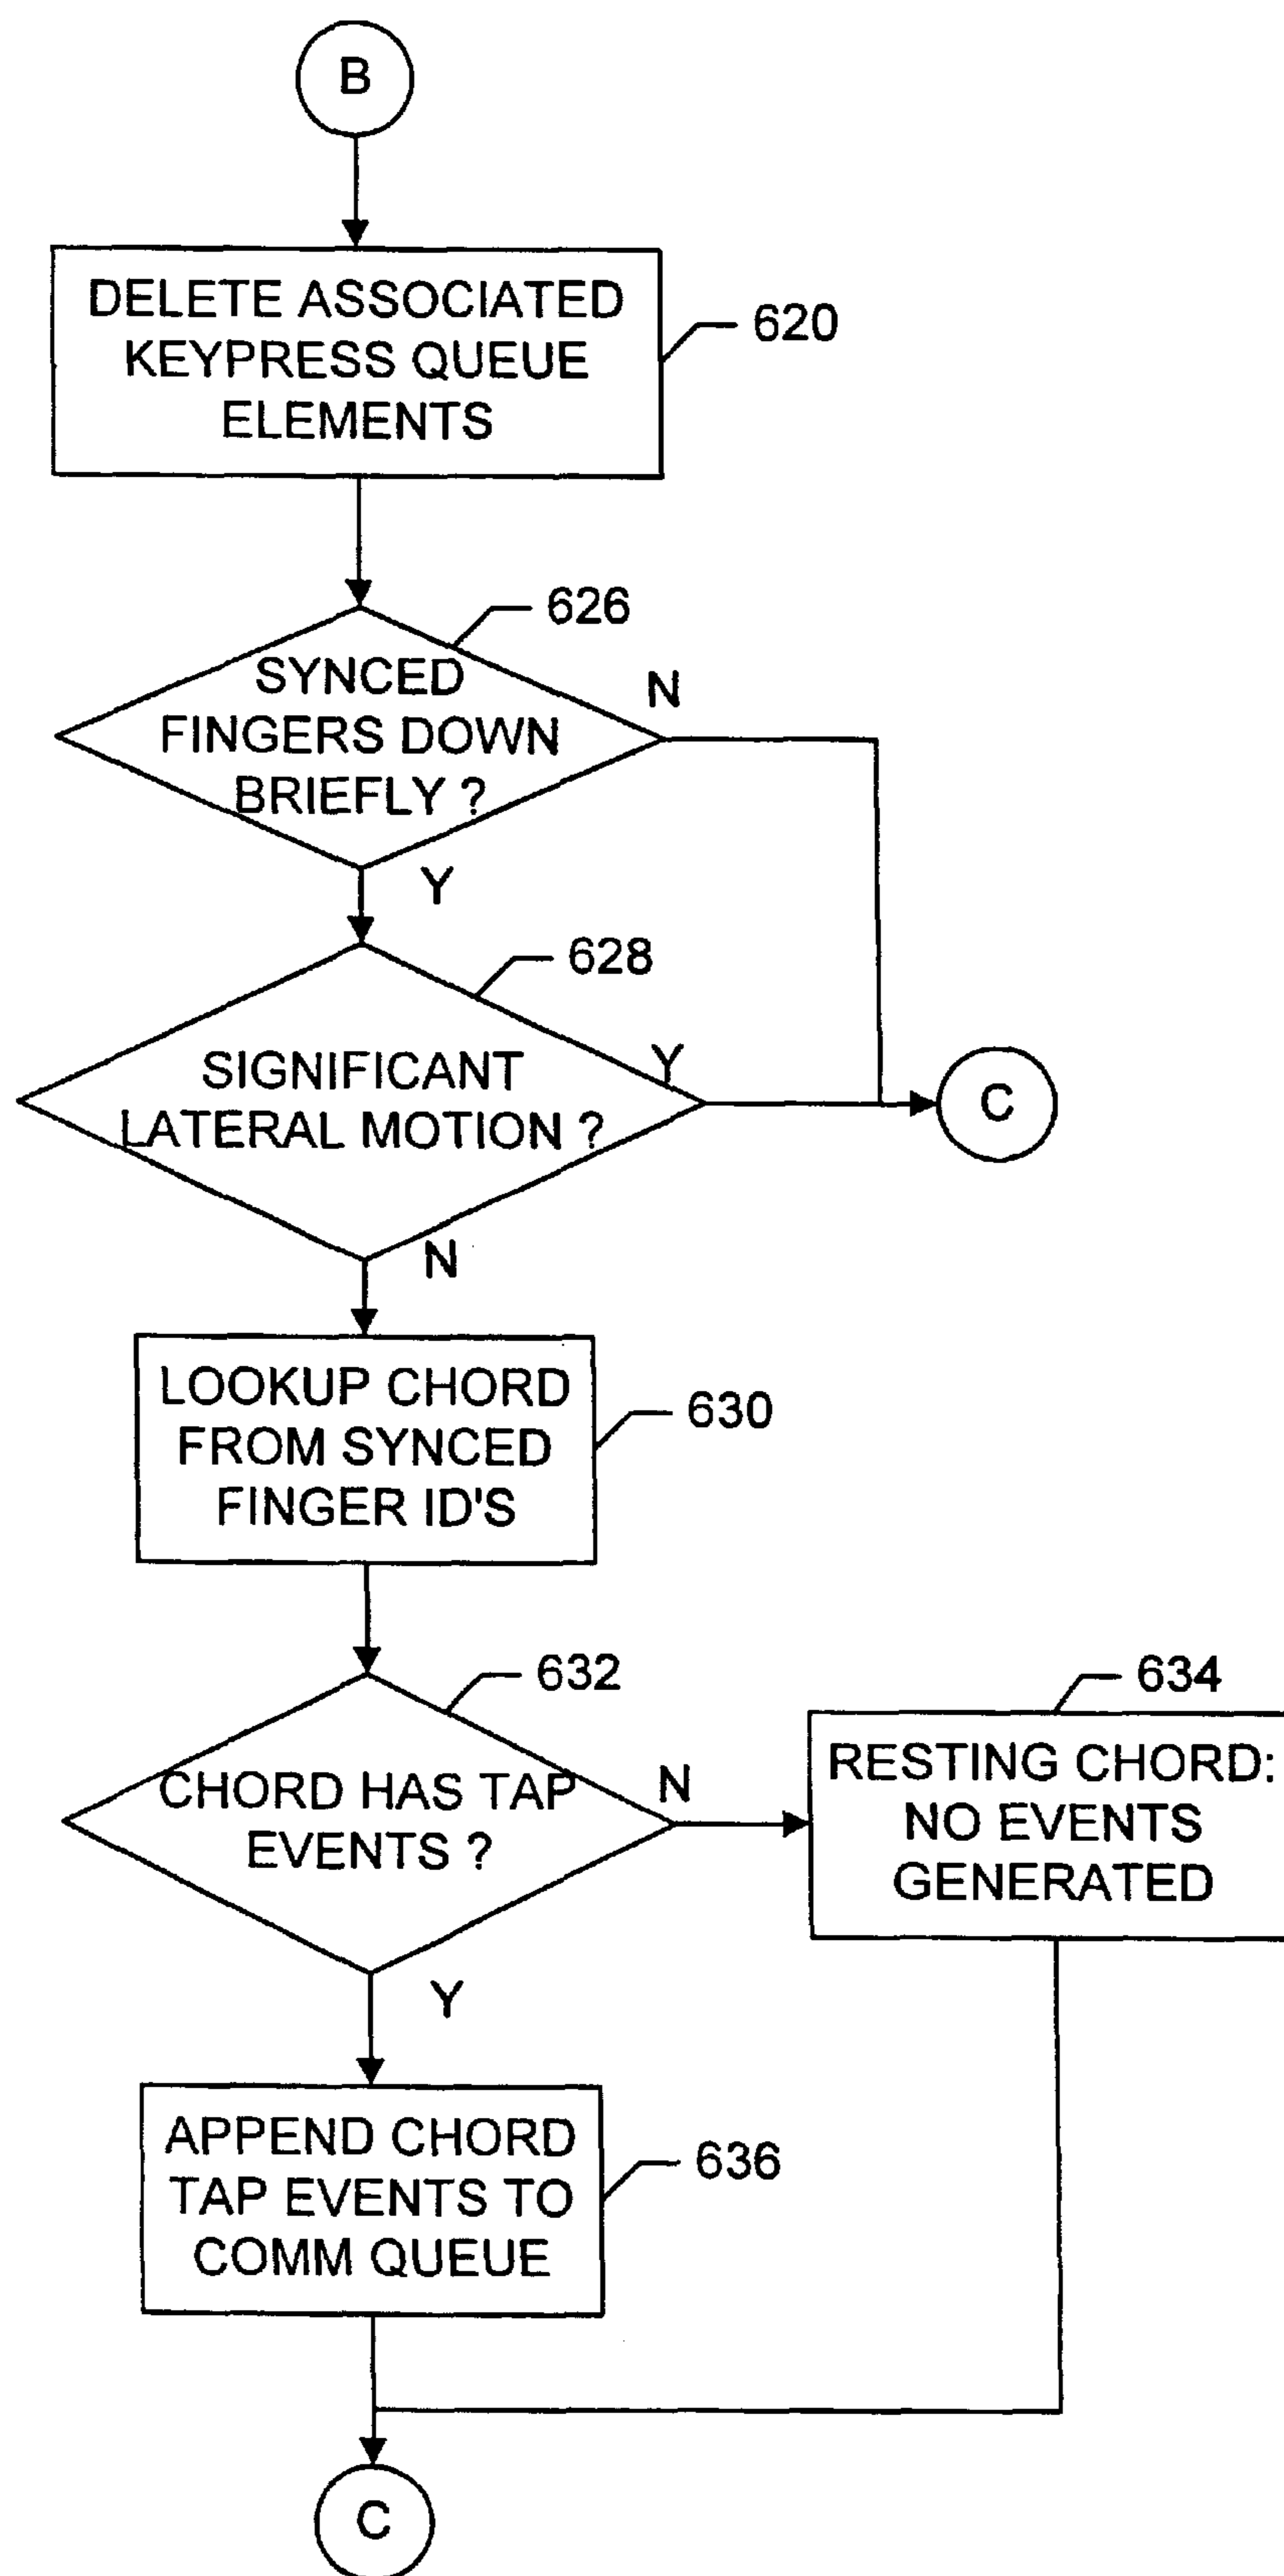 B
DELETE ASSOCIATED
KEYPRESS QUEUE
ELEMENTS
620
626
SYNCED
FINGERS DOWN
BRIEFLY ?
N
Y
628
SIGNIFICANT
LATERAL MOTION ?
Y
C
N
LOOKUP CHORD
FROM SYNCED
FINGER ID'S
630
632
CHORD HAS TAP
EVENTS ?
N
634
RESTING CHORD:
NO EVENTS
GENERATED
Y
APPEND CHORD
TAP EVENTS TO
COMM QUEUE
636
C